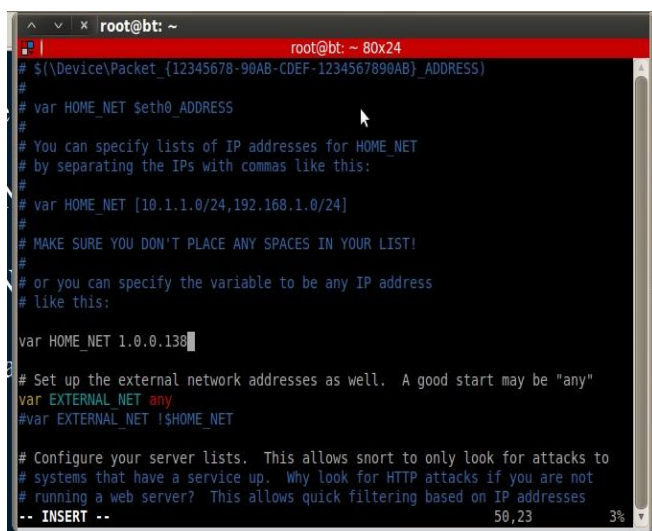 root@bt: ~
root@bt: ~ 80x24
# $(\Device\Packet_{12345678-90AB-CDEF-1234567890AB}_ADDRESS)
#
# var HOME_NET $eth0_ADDRESS
#
# You can specify lists of IP addresses for HOME_NET
# by separating the IPs with commas like this:
#
# var HOME_NET [10.1.1.0/24,192.168.1.0/24]
#
# MAKE SURE YOU DON'T PLACE ANY SPACES IN YOUR LIST!
#
# or you can specify the variable to be any IP address
# like this:
var HOME_NET 1.0.0.138
# Set up the external network addresses as well.  A good start may be "any"
var EXTERNAL_NET any
#var EXTERNAL_NET !$HOME_NET
# Configure your server lists.  This allows snort to only look for attacks to
# systems that have a service up.  Why look for HTTP attacks if you are not
# running a web server?  This allows quick filtering based on IP addresses
-- INSERT -- 50,23 3%